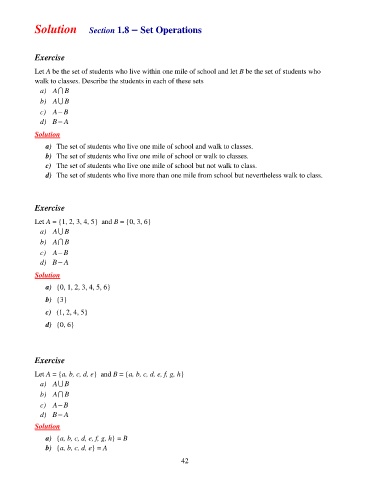 Solution Section 1.8 – Set Operations
Exercise
Let A be the set of students who live within one mile of school and let B be the set of students who
walk to classes. Describe the students in each of these sets
a) A ⋂ B
b) A ⋃ B
c) A − B
d) B − A
Solution
a) The set of students who live one mile of school and walk to classes.
b) The set of students who live one mile of school or walk to classes.
c) The set of students who live one mile of school but not walk to class.
d) The set of students who live more than one mile from school but nevertheless walk to class.
Exercise
Let A = {1, 2, 3, 4, 5} and B = {0, 3, 6}
a) A ⋃ B
b) A ⋂ B
c) A − B
d) B − A
Solution
a) {0, 1, 2, 3, 4, 5, 6}
b) {3}
c) {1, 2, 4, 5}
d) {0, 6}
Exercise
Let A = {a, b, c, d, e} and B = {a, b, c, d, e, f, g, h}
a) A ⋃ B
b) A ⋂ B
c) A − B
d) B − A
Solution
a) {a, b, c, d, e, f, g, h} = B
b) {a, b, c, d, e} = A
42